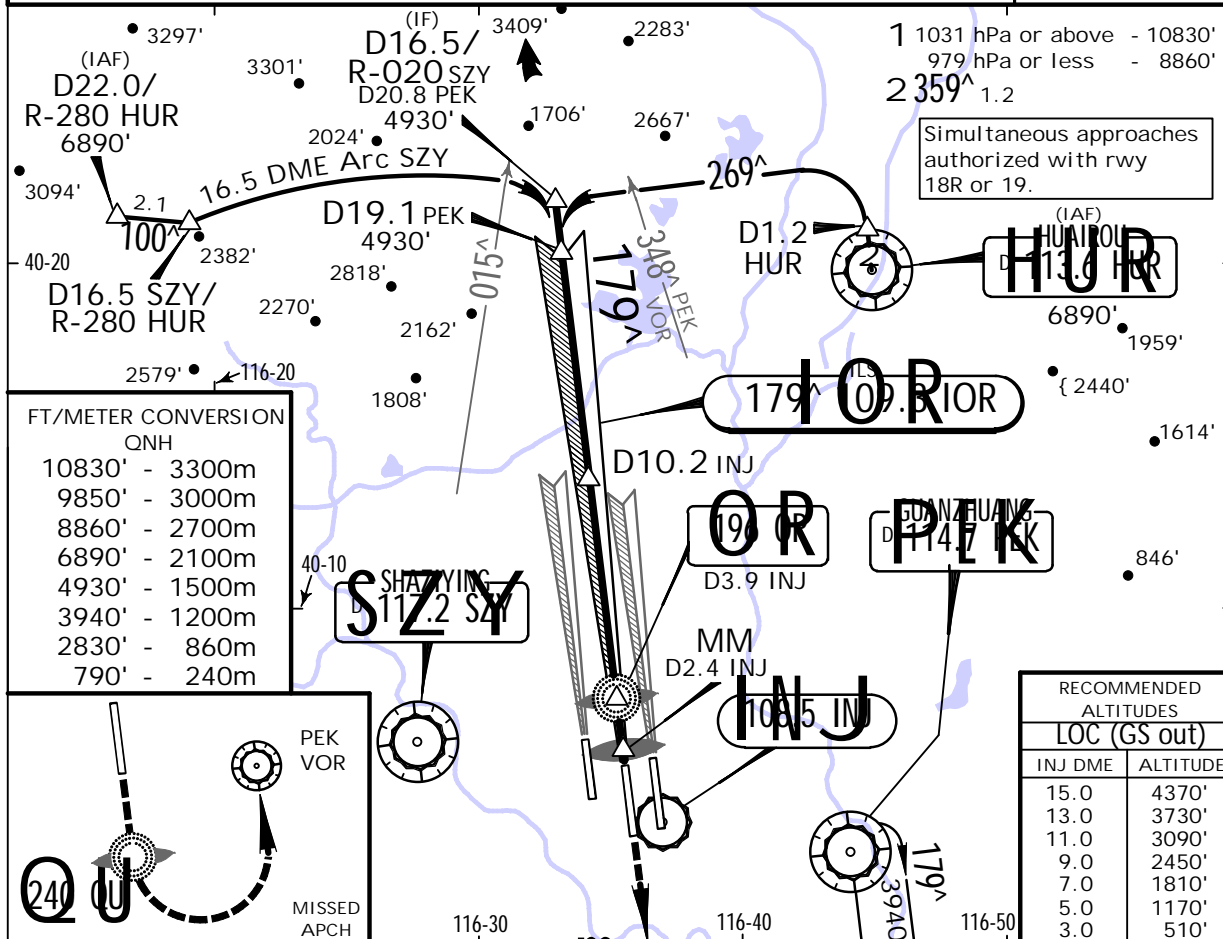 3297'
(IAF)
D22.0/
R-280 HUR
6890'
3301'
2024'
3094'
(IF)
D16.5/
R-020 SZY
D20.8 PEK
4930'
3409'
2283'
1706'
2667'
1 1031 hPa or above - 10830'
979 hPa or less - 8860'
2 359^ 1.2
Simultaneous approaches
authorized with rwy
18R or 19.
2.1
100^
16.5 DME Arc SZY
269^
D19.1 PEK
4930'
D1.2
HUR
2
(IAF)
HUAIROU
D 113.6 HUR
HUR
6890'
40-20
2382'
D16.5 SZY/
R-280 HUR
2818'
2270'
2162'
015^
179^
348^ PEK
VOR
1959'
{ 2440'
2579'
116-20
1808'
ILS
179^ 109.3 IOR
IOR
1614'
FT/METER CONVERSION
QNH
10830' - 3300m
9850' - 3000m
8860' - 2700m
6890' - 2100m
4930' - 1500m
3940' - 1200m
2830' - 860m
790' - 240m
D10.2 INJ
196 OR
OR
D3.9 INJ
GUANZHUANG
D 114.7 PEK
PEK
846'
40-10
SHAZIYING
D 117.2 SZY
SZY
MM
D2.4 INJ
108.5 INJ
INJ
RECOMMENDED
ALTITUDES
LOC (GS out)
INJ DME ALTITUDE
15.0 4370'
13.0 3730'
11.0 3090'
9.0 2450'
7.0 1810'
5.0 1170'
3.0 510'
PEK
VOR
240 QU
QU
MISSED
APCH
116-30
116-40
116-50
179^
3940